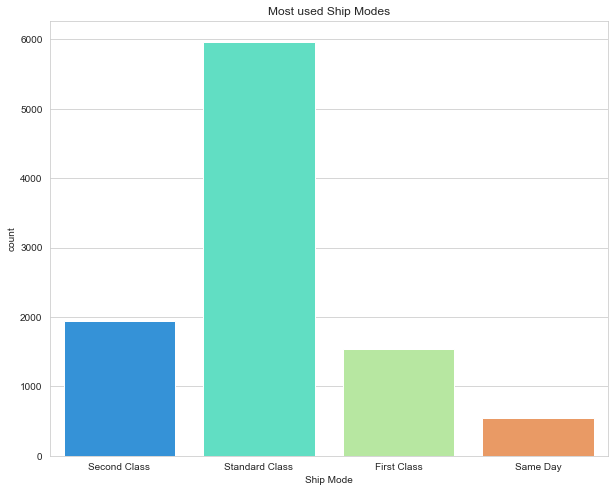 Most used Ship Modes
6000
5000
4000
3000
2000
1000
0
count
Second Class
Standard Class
First Class
Same Day
Ship Mode